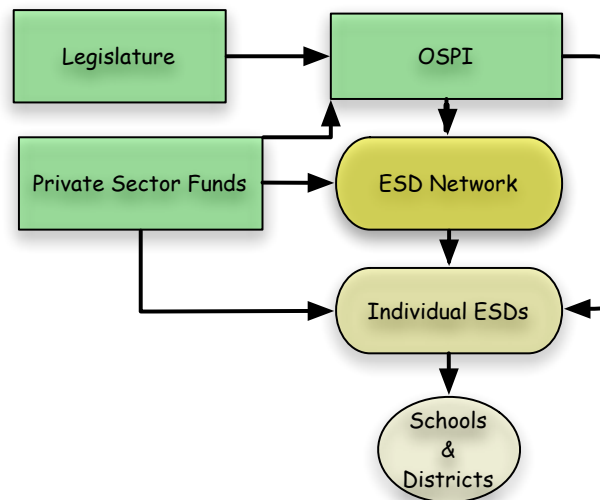 Legislature
OSPI
Private Sector Funds
ESD Network
Individual ESDs
Schools
&
Districts